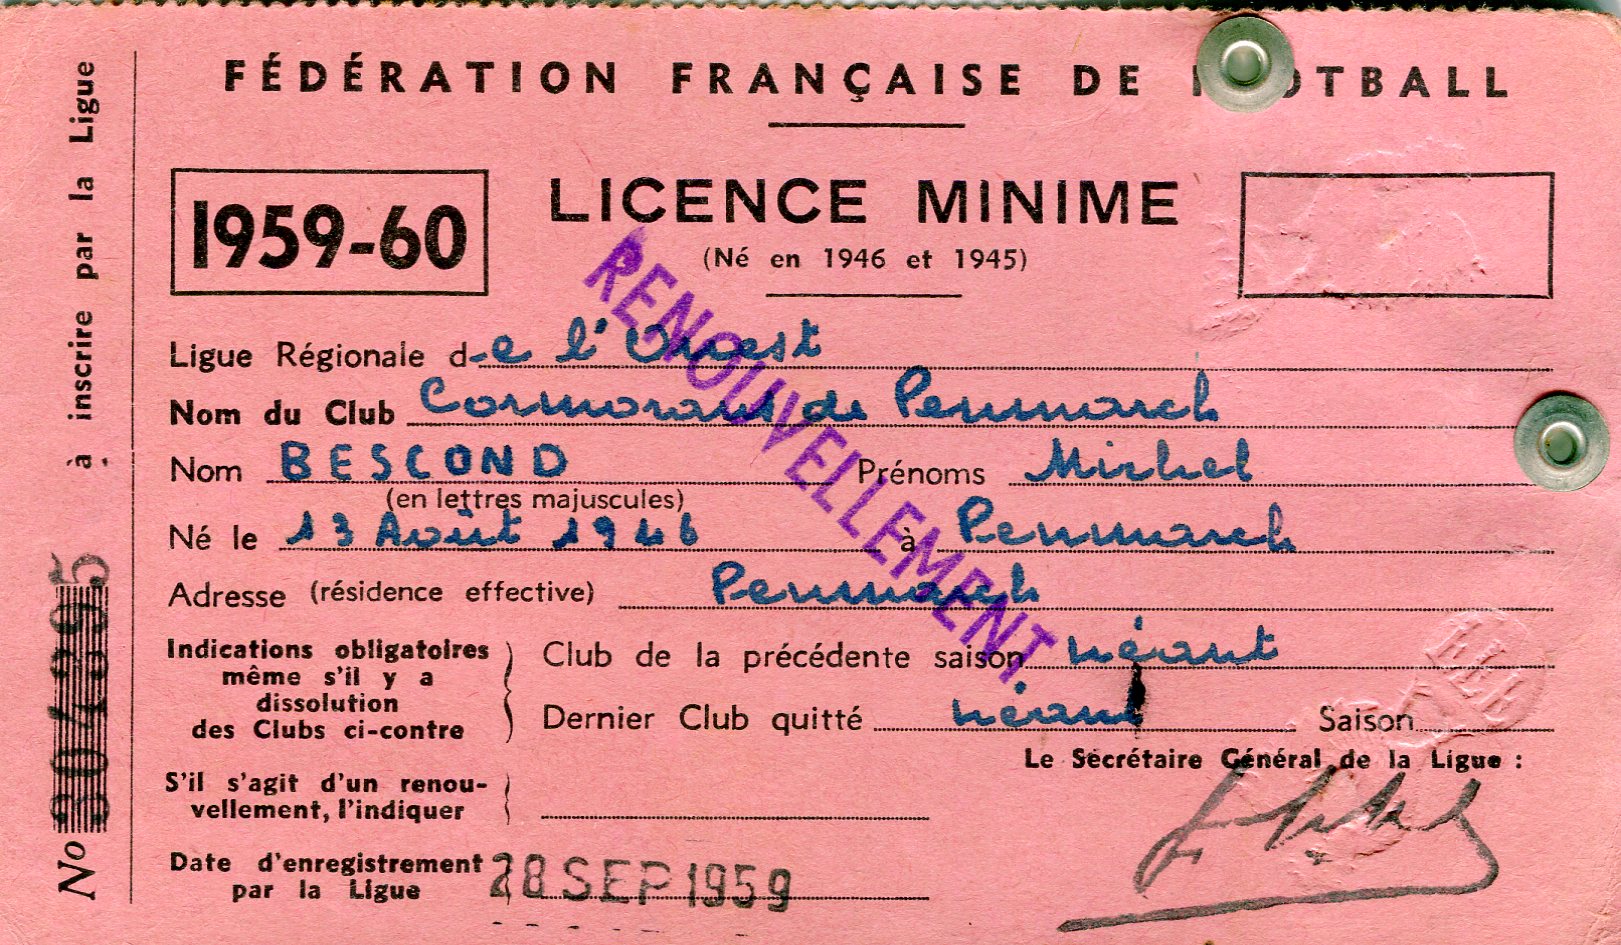 FÉDÉRATION FRANÇAISE DE FOOTBALL
1959-60
LICENCE MINIME
(Né en 1946 et 1945)
RENOUVELLEMENT
Ligue Régionale d-e l'Ouest
Nom du Club Cormorans de Penmarch
Nom BESCOND Prénoms Michel
(en lettres majuscules)
Né le 13 Août 1946 à Penmarch
Adresse (résidence effective) Penmarch
Indications obligatoires
même s'il y a
dissolution
des Clubs ci-contre
Club de la précédente saison néant
Dernier Club quitté néant Saison
Le Secrétaire Général de la Ligue :
S'il s'agit d'un renou-
vellement, l'indiquer
Date d'enregistrement
par la Ligue
28 SEP 1959
No
à inscrire par la Ligue